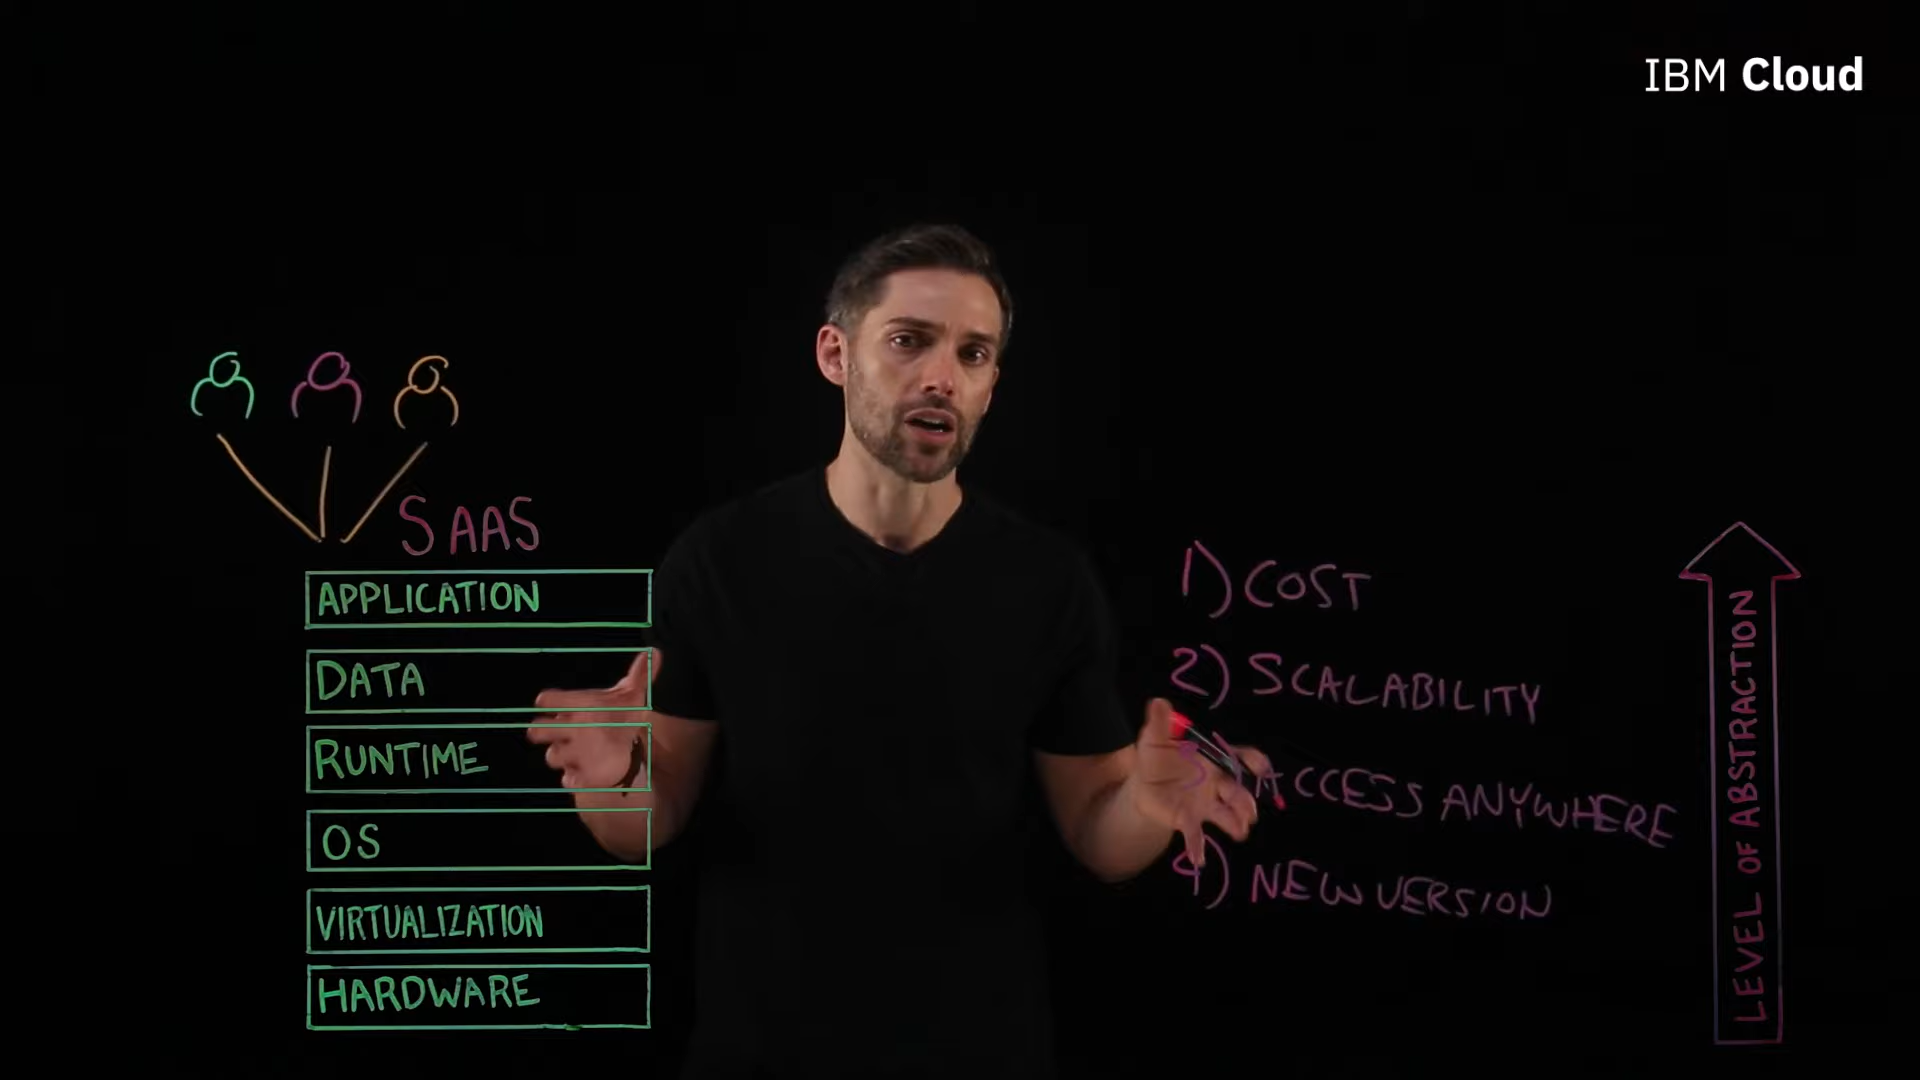 IBM Cloud
SAAS
APPLICATION
DATA
RUNTIME
OS
VIRTUALIZATION
HARDWARE
1) COST
2) SCALABILITY
3) ACCESS ANYWHERE
4) NEW VERSION
LEVEL OF ABSTRACTION